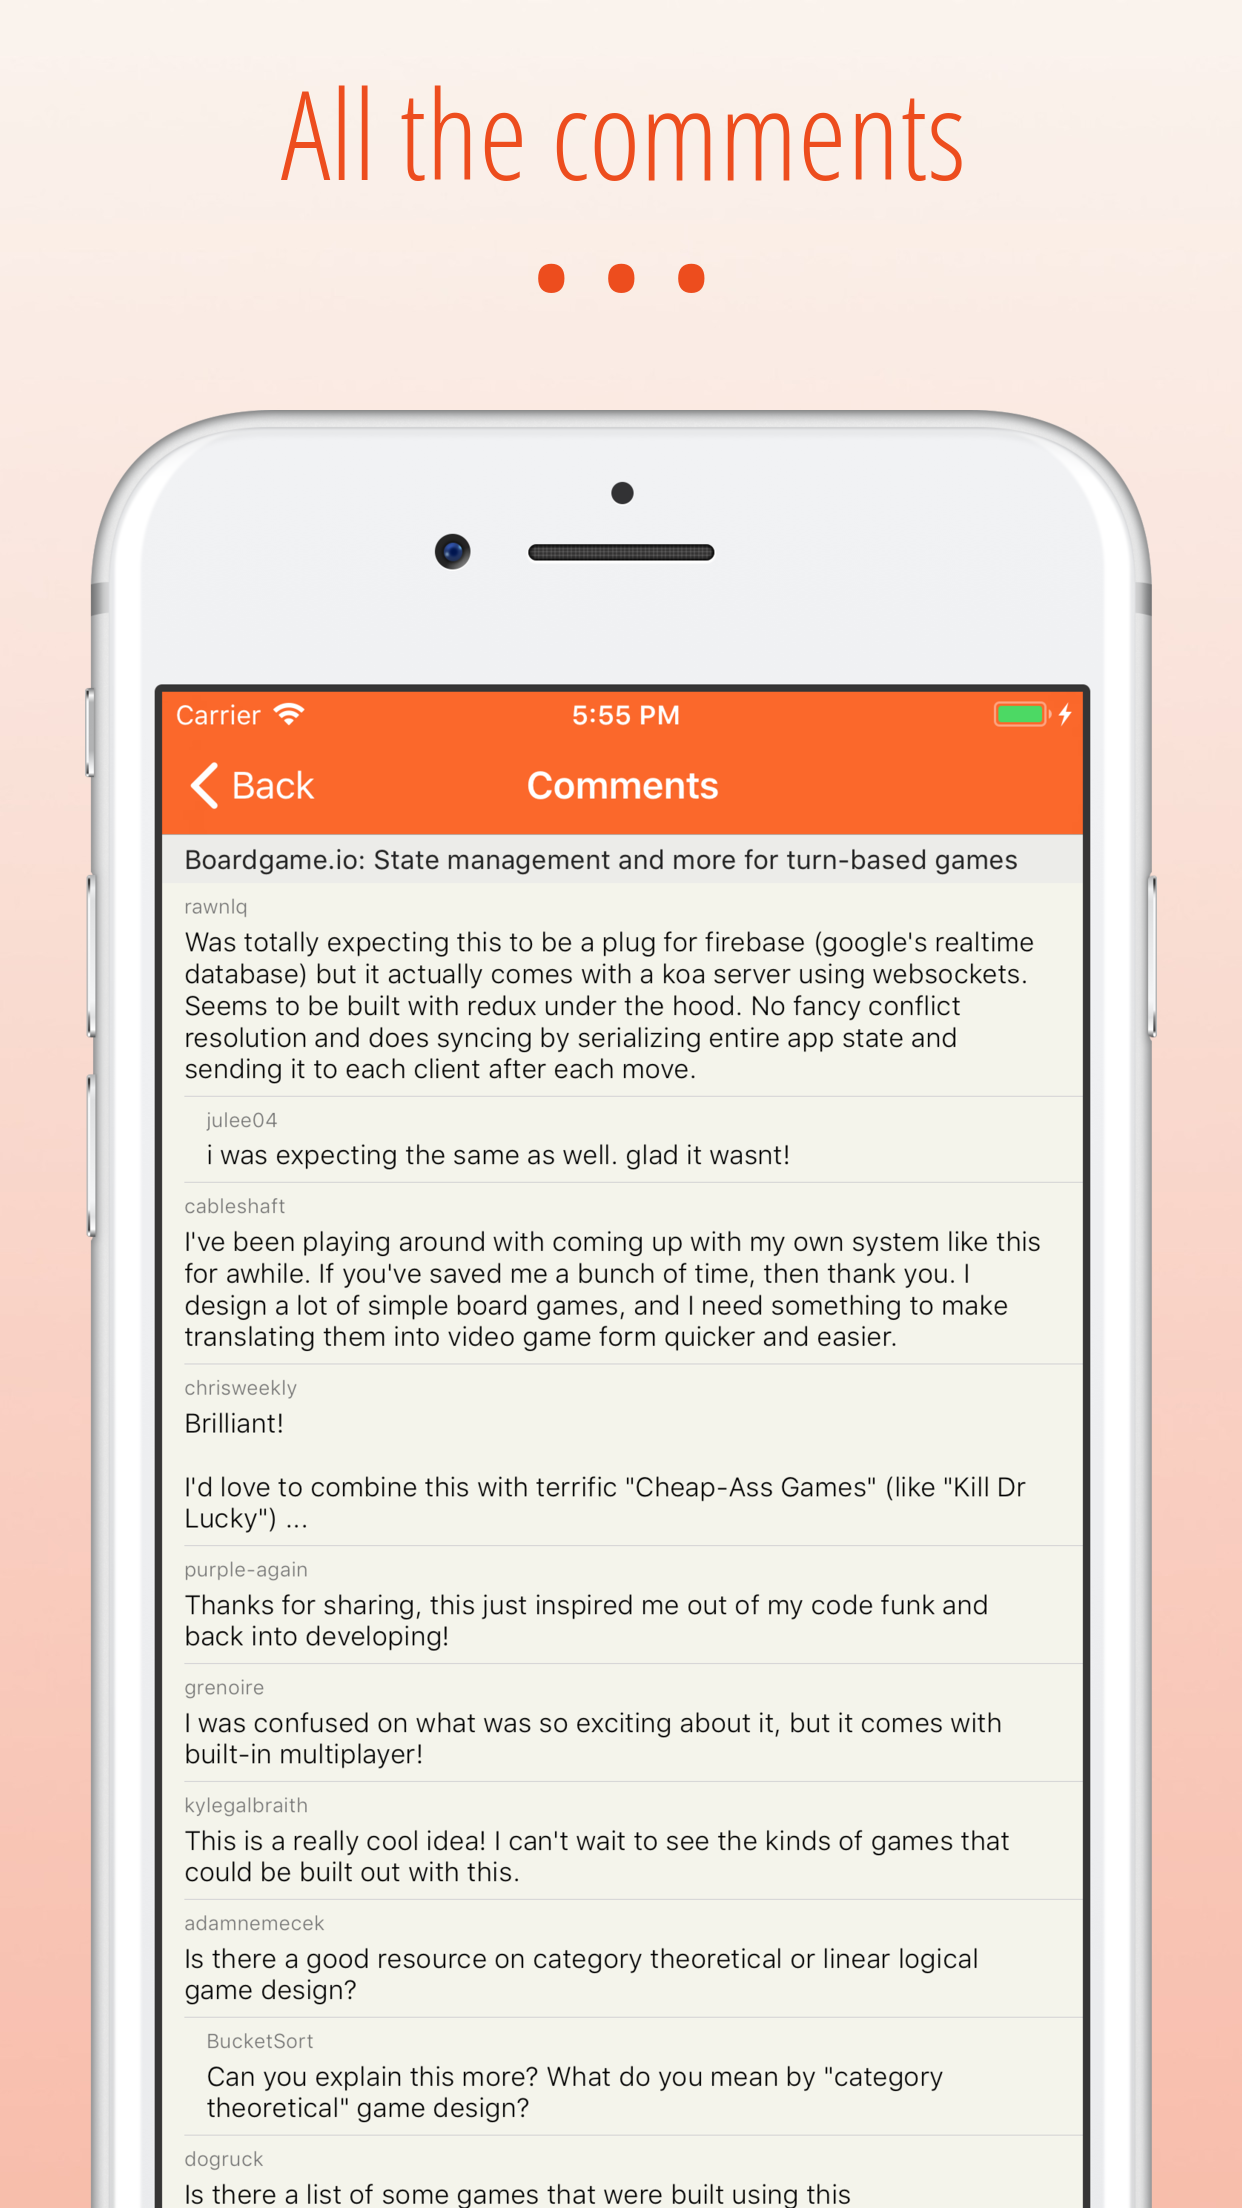 All the comments
...
Carrier 5:55 PM
Back Comments
Boardgame.io: State management and more for turn-based games
rawnlq
Was totally expecting this to be a plug for firebase (google's realtime
database) but it actually comes with a koa server using websockets.
Seems to be built with redux under the hood. No fancy conflict
resolution and does syncing by serializing entire app state and
sending it to each client after each move.
julee04
i was expecting the same as well. glad it wasnt!
cableshaft
I've been playing around with coming up with my own system like this
for awhile. If you've saved me a bunch of time, then thank you. I
design a lot of simple board games, and I need something to make
translating them into video game form quicker and easier.
chrisweekly
Brilliant!
I'd love to combine this with terrific "Cheap-Ass Games" (like "Kill Dr
Lucky") ...
purple-again
Thanks for sharing, this just inspired me out of my code funk and
back into developing!
grenoire
I was confused on what was so exciting about it, but it comes with
built-in multiplayer!
kylegalbraith
This is a really cool idea! I can't wait to see the kinds of games that
could be built out with this.
adamnemecek
Is there a good resource on category theoretical or linear logical
game design?
BucketSort
Can you explain this more? What do you mean by "category
theoretical" game design?
dogruck
Is there a list of some games that were built using this